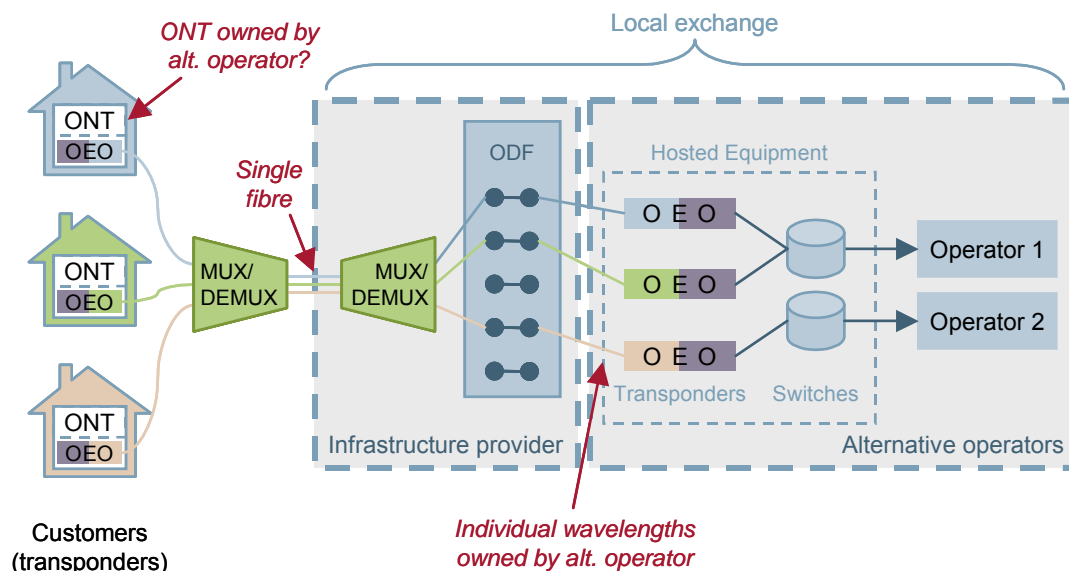 ONT owned by
alt. operator?
Local exchange
ONT
OEO
Single
fibre
ODF
Hosted Equipment
O E O
ONT
OEO
MUX/
DEMUX
MUX/
DEMUX
O E O
Operator 1
Operator 2
O E O
ONT
OEO
Transponders
Switches
Infrastructure provider
Alternative operators
Customers
(transponders)
Individual wavelengths
owned by alt. operator